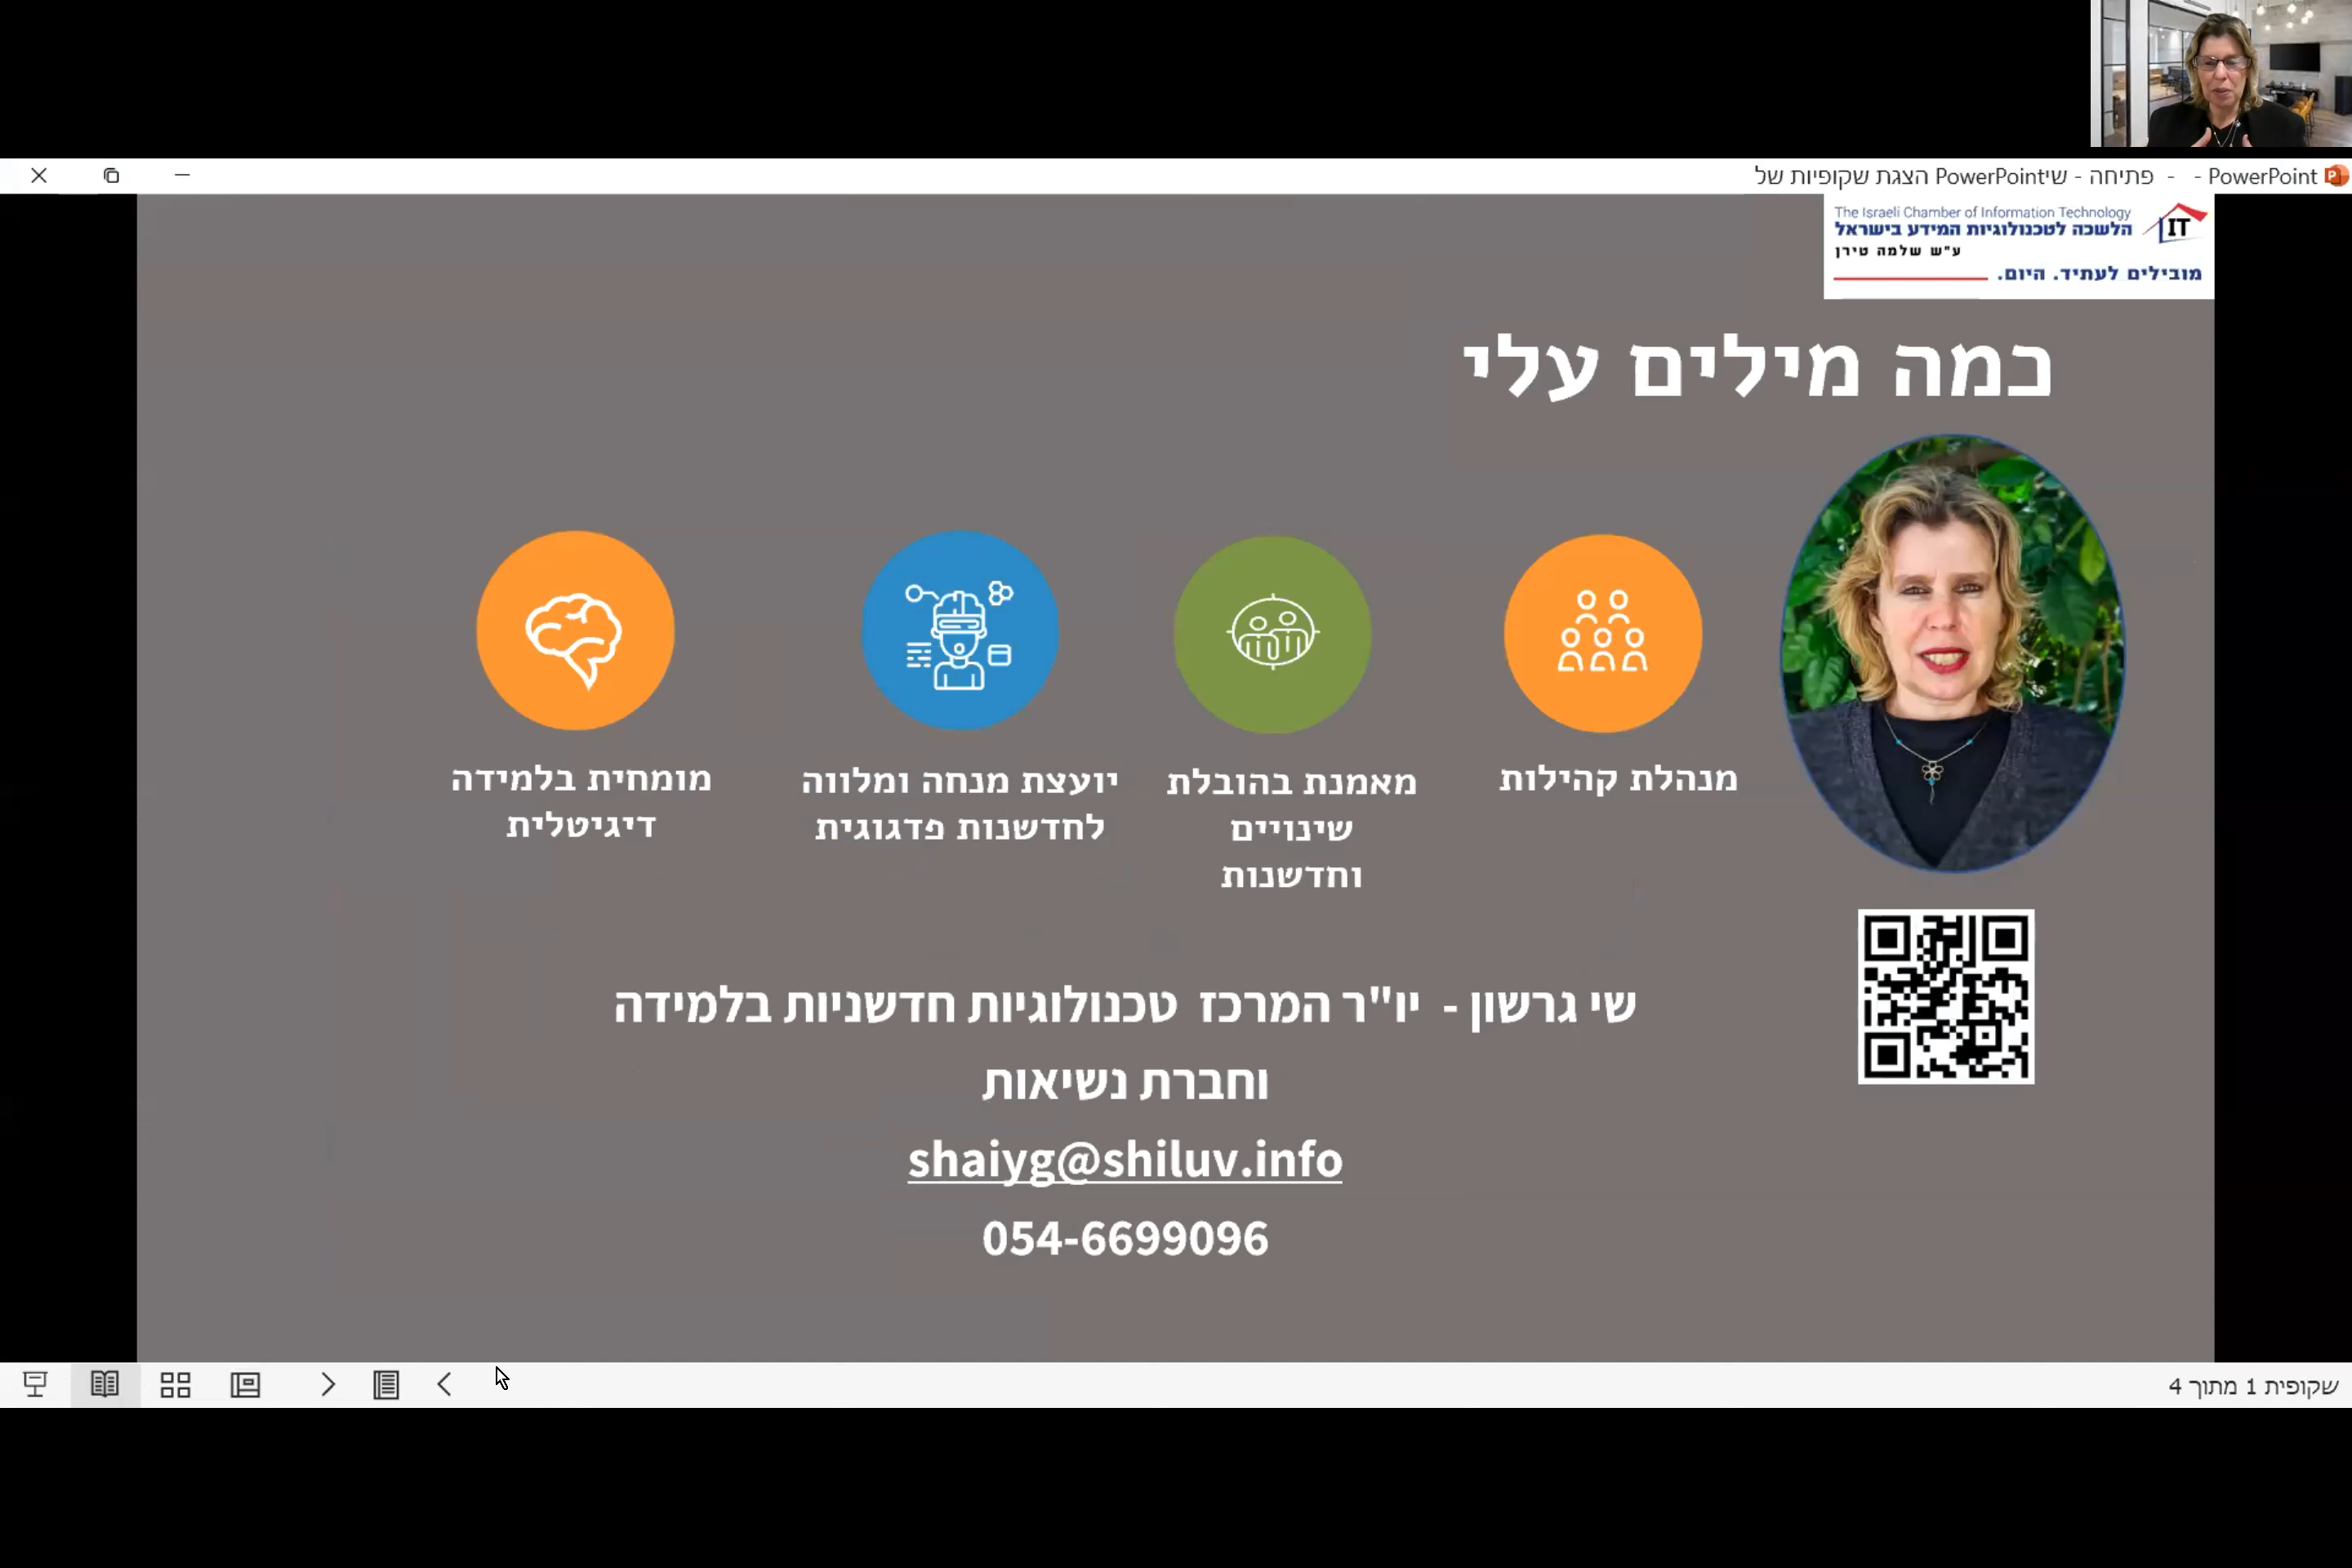 PowerPoint -  - פתיחה - שיPowerPoint הצגת שקופיות של
The Israeli Chamber of Information Technology
IT
הלשכה לטכנולוגיות המידע בישראל
ע"ש שלמה טירן
מובילים לעתיד. היום.
כמה מילים עלי
מנהלת קהילות
מאמנת בהובלת
שינויים
וחדשנות
יועצת מנחה ומלווה
לחדשנות פדגוגית
מומחית בלמידה
דיגיטלית
שי גרשון - יו"ר המרכז טכנולוגיות חדשניות בלמידה
וחברת נשיאות
shaiyg@shiluv.info
054-6699096
שקופית 1 מתוך 4